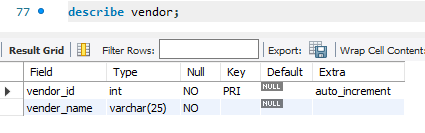 77 describe vendor;
Result Grid Filter Rows: Export: Wrap Cell Content:
Field Type Null Key Default Extra
vendor_id int NO PRI NULL auto_increment
vender_name varchar(25) NO NULL